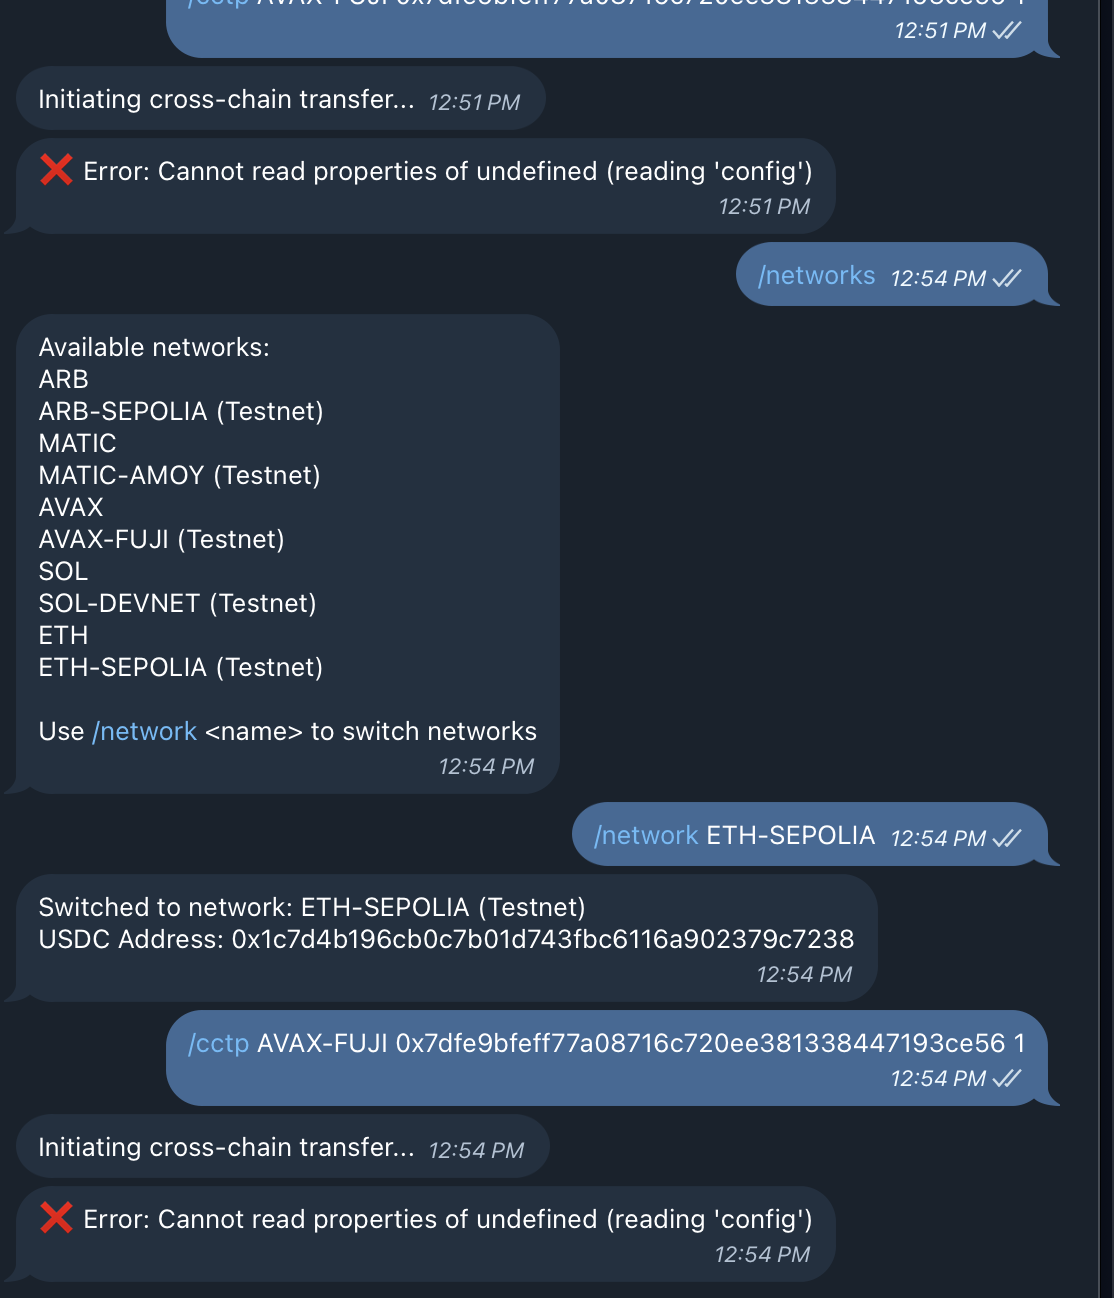 /cctp AVAX-FUJI 0x7dfe9bfeff77a08716c720ee381338447193ce56 1
12:51 PM
Initiating cross-chain transfer... 12:51 PM
❌ Error: Cannot read properties of undefined (reading 'config')
12:51 PM
/networks 12:54 PM
Available networks:
ARB
ARB-SEPOLIA (Testnet)
MATIC
MATIC-AMOY (Testnet)
AVAX
AVAX-FUJI (Testnet)
SOL
SOL-DEVNET (Testnet)
ETH
ETH-SEPOLIA (Testnet)
Use /network <name> to switch networks
12:54 PM
/network ETH-SEPOLIA 12:54 PM
Switched to network: ETH-SEPOLIA (Testnet)
USDC Address: 0x1c7d4b196cb0c7b01d743fbc6116a902379c7238
12:54 PM
/cctp AVAX-FUJI 0x7dfe9bfeff77a08716c720ee381338447193ce56 1
12:54 PM
Initiating cross-chain transfer... 12:54 PM
❌ Error: Cannot read properties of undefined (reading 'config')
12:54 PM